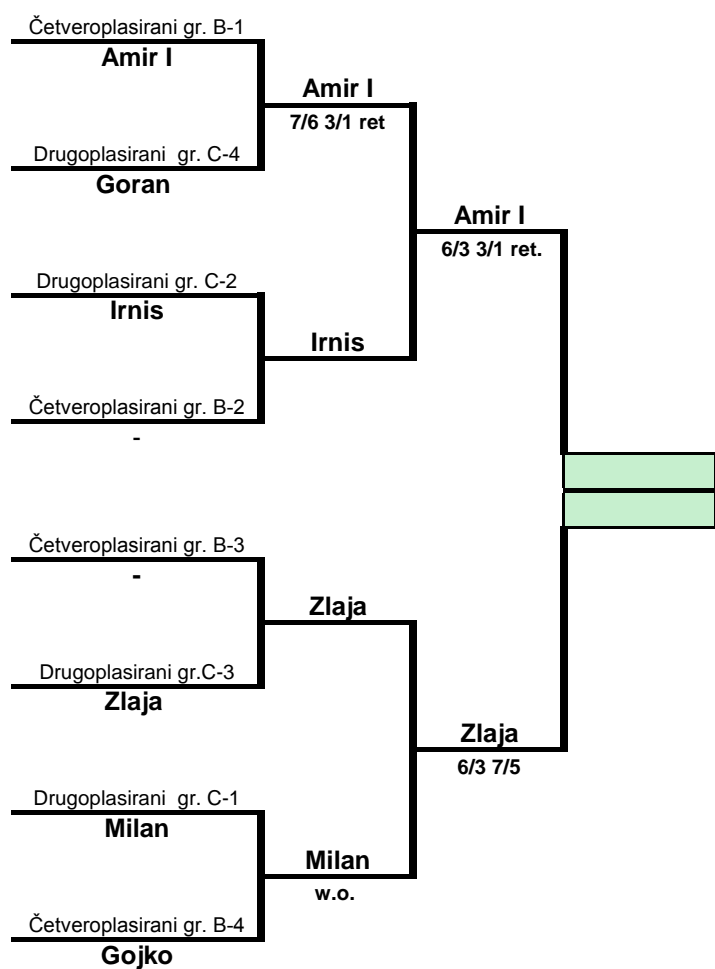 Četveroplasirani gr. B-1
Amir I
Amir I
7/6 3/1 ret
Drugoplasirani gr. C-4
Goran
Amir I
6/3 3/1 ret.
Drugoplasirani gr. C-2
Irnis
Irnis
Četveroplasirani gr. B-2
-
Četveroplasirani gr. B-3
-
Zlaja
Drugoplasirani gr.C-3
Zlaja
Zlaja
6/3 7/5
Drugoplasirani gr. C-1
Milan
Milan
w.o.
Četveroplasirani gr. B-4
Gojko